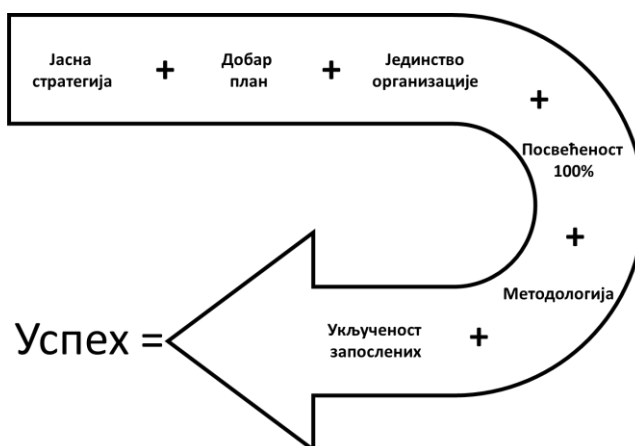 Јасна
стратегија
+
Добар
план
+
Јединство
организације
+
Посвећеност
100%
+
Методологија
+
Укљученост
запослених
Успех =